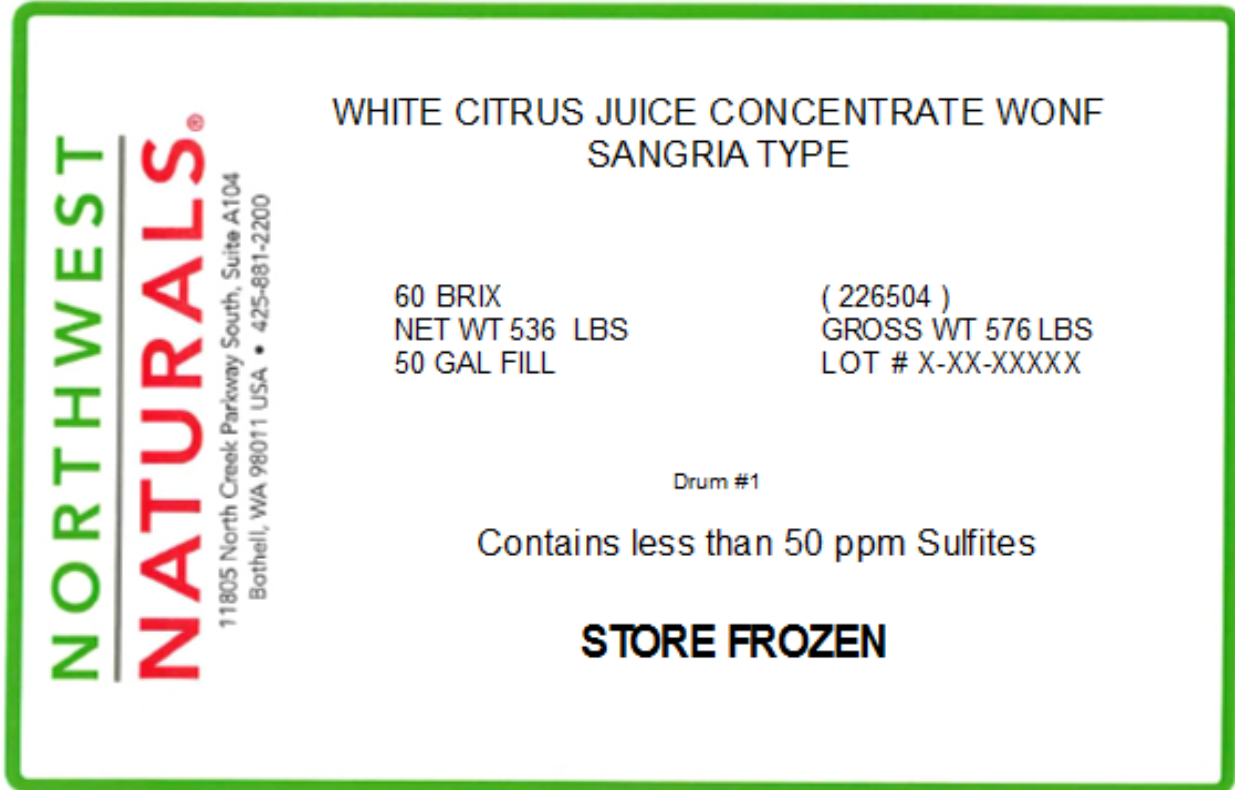 NORTHWEST
NATURALS®
11805 North Creek Parkway South, Suite A104
Bothell, WA 98011 USA • 425-881-2200
WHITE CITRUS JUICE CONCENTRATE WONF
SANGRIA TYPE
60 BRIX ( 226504 )
NET WT 536 LBS GROSS WT 576 LBS
50 GAL FILL LOT # X-XX-XXXXX
Drum #1
Contains less than 50 ppm Sulfites
STORE FROZEN